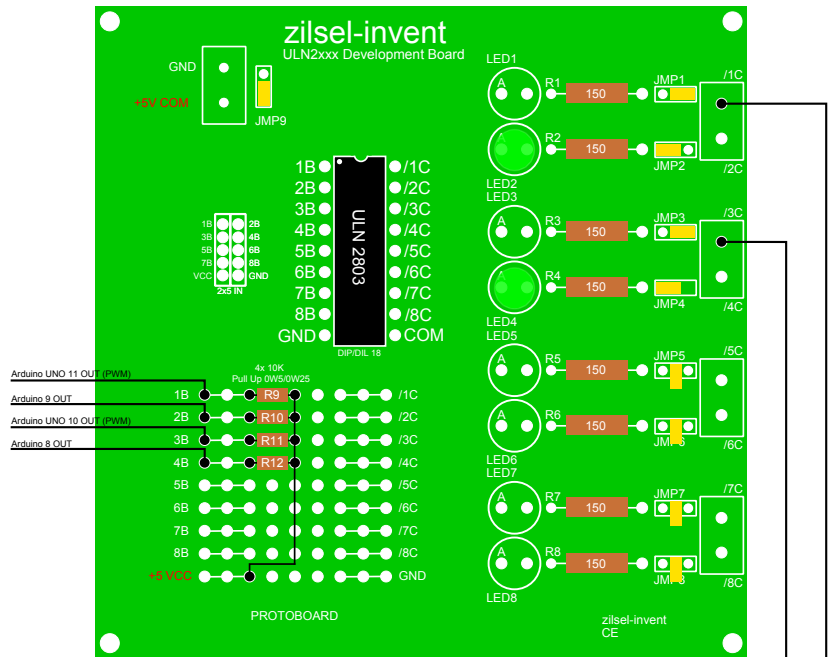 zilsel-invent
ULN2xxx Development Board
GND
+5V COM
JMP9
LED1
A
R1
150
JMP1
/1C
A
R2
150
JMP2
/2C
LED2
LED3
A
R3
150
JMP3
/3C
A
R4
150
JMP4
/4C
LED4
LED5
A
R5
150
JMP5
/5C
A
R6
150
/6C
LED6
LED7
A
R7
150
JMP7
/7C
A
R8
150
/8C
LED8
1B /1C
2B /2C
3B /3C
4B /4C
5B /5C
6B /6C
7B /7C
8B /8C
GND COM
ULN 2803
DIP/DIL 18
1B 2B
3B 4B
5B 6B
7B 8B
VCC GND
2x5 IN
4x 10K
Pull Up 0W5/0W25
Arduino UNO 11 OUT (PWM)
Arduino 9 OUT
Arduino UNO 10 OUT (PWM)
Arduino 8 OUT
1B R9 /1C
2B R10 /2C
3B R11 /3C
4B R12 /4C
5B /5C
6B /6C
7B /7C
8B /8C
+5 VCC GND
PROTOBOARD
zilsel-invent
CE